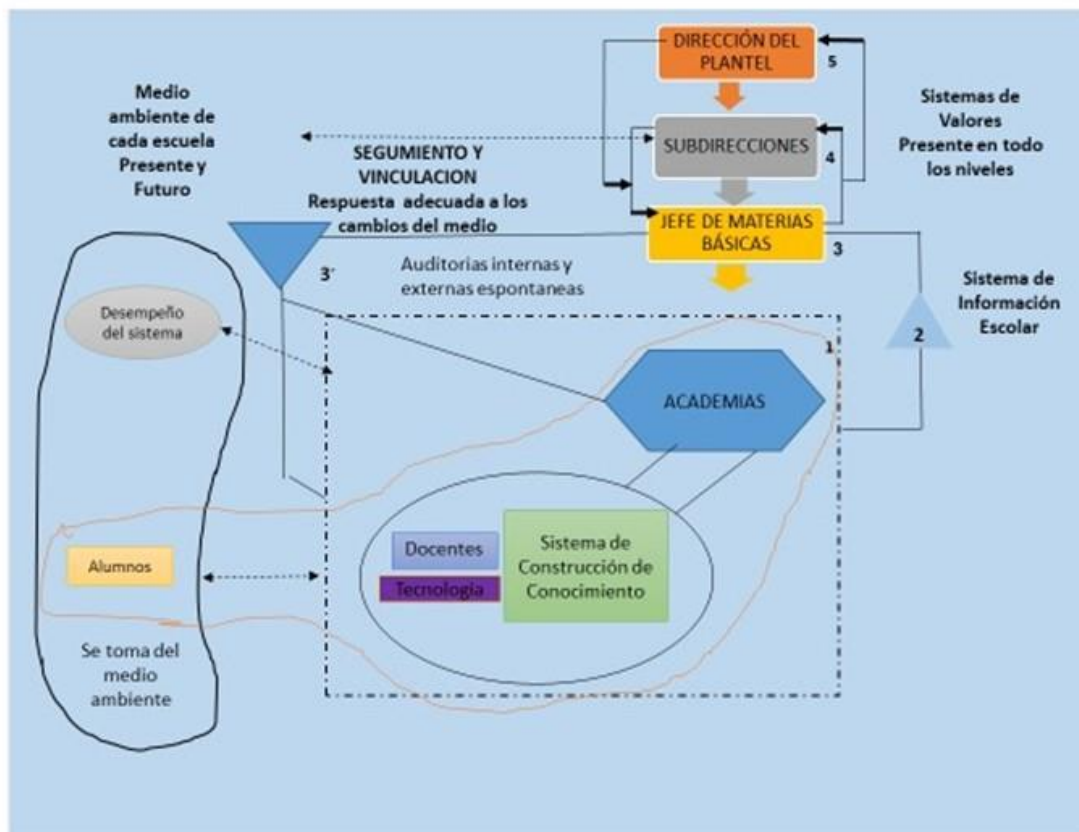 DIRECCIÓN DEL
PLANTEL
5
Medio
ambiente de
cada escuela
Presente y
Futuro
Sistemas de
Valores
Presente en todo
los niveles
SUBDIRECCIONES
4
SEGUMIENTO Y
VINCULACION
Respuesta adecuada a los
cambios del medio
JEFE DE MATERIAS
BÁSICAS
3
3´
Auditorias internas y
externas espontaneas
Sistema de
Información
Escolar
2
Desempeño
del sistema
1
ACADEMIAS
Docentes
Tecnología
Sistema de
Construcción de
Conocimiento
Alumnos
Se toma del
medio
ambiente